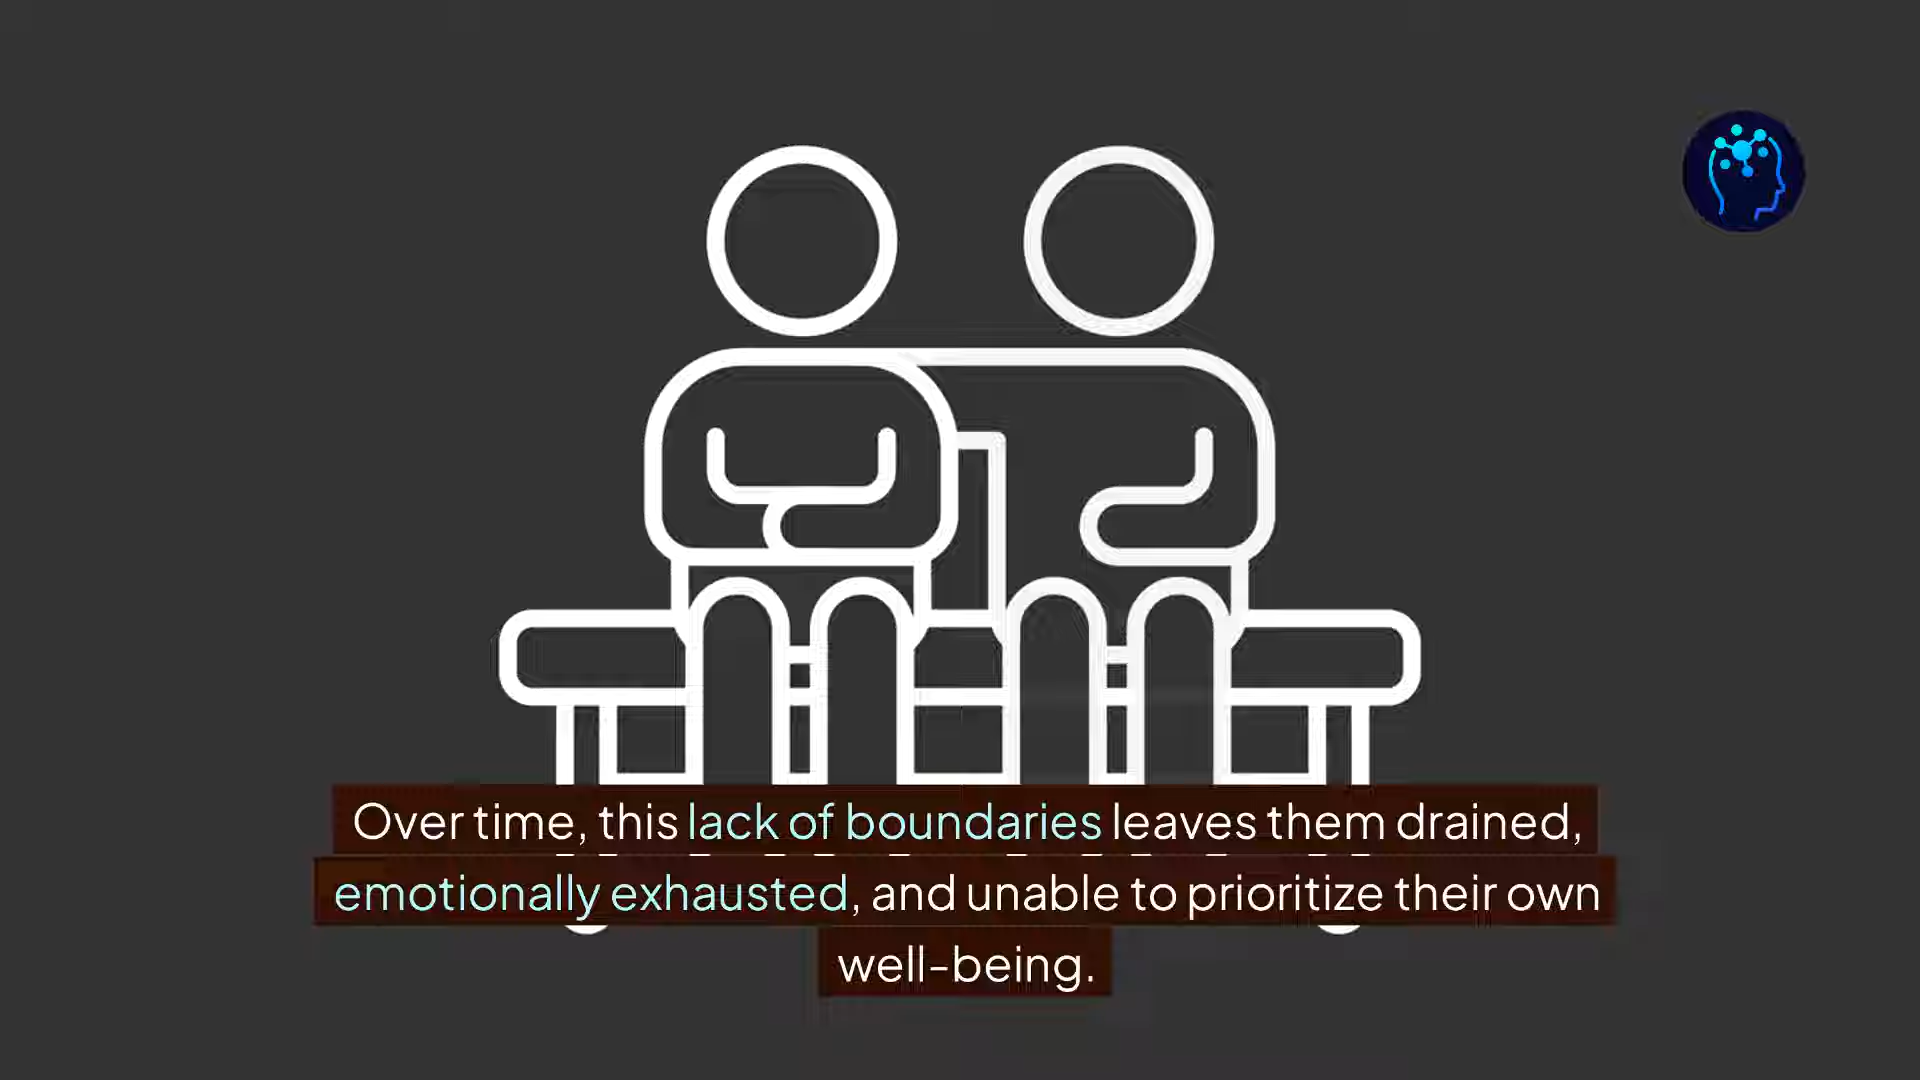 Over time, this lack of boundaries leaves them drained,
emotionally exhausted, and unable to prioritize their own
well-being.